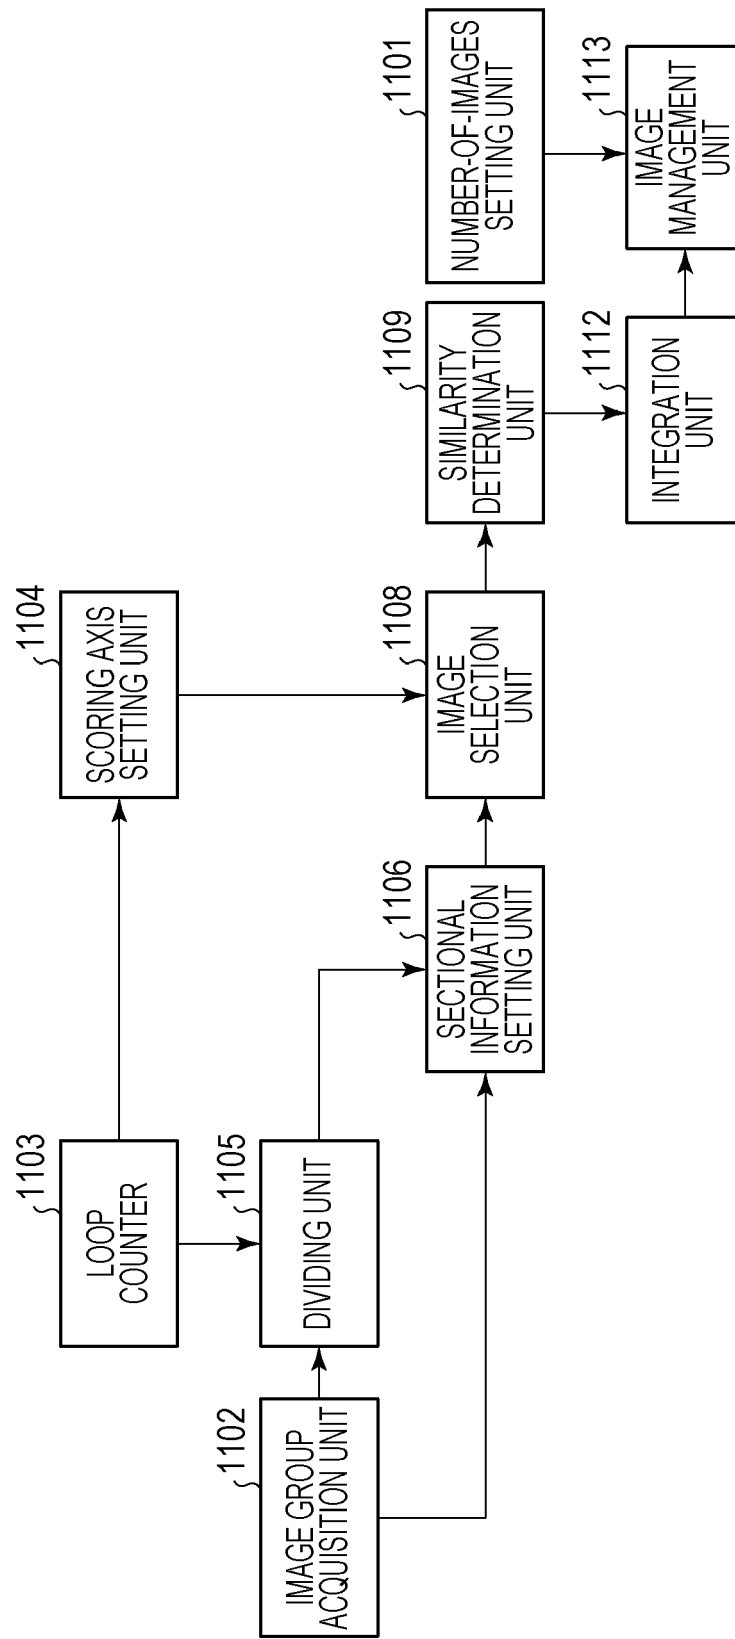 1103
LOOP
COUNTER
1104
SCORING AXIS
SETTING UNIT
1102
IMAGE GROUP
ACQUISITION UNIT
1105
DIVIDING UNIT
1106
SECTIONAL
INFORMATION
SETTING UNIT
1108
IMAGE
SELECTION
UNIT
1109
SIMILARITY
DETERMINATION
UNIT
1101
NUMBER-OF-IMAGES
SETTING UNIT
1112
INTEGRATION
UNIT
1113
IMAGE
MANAGEMENT
UNIT